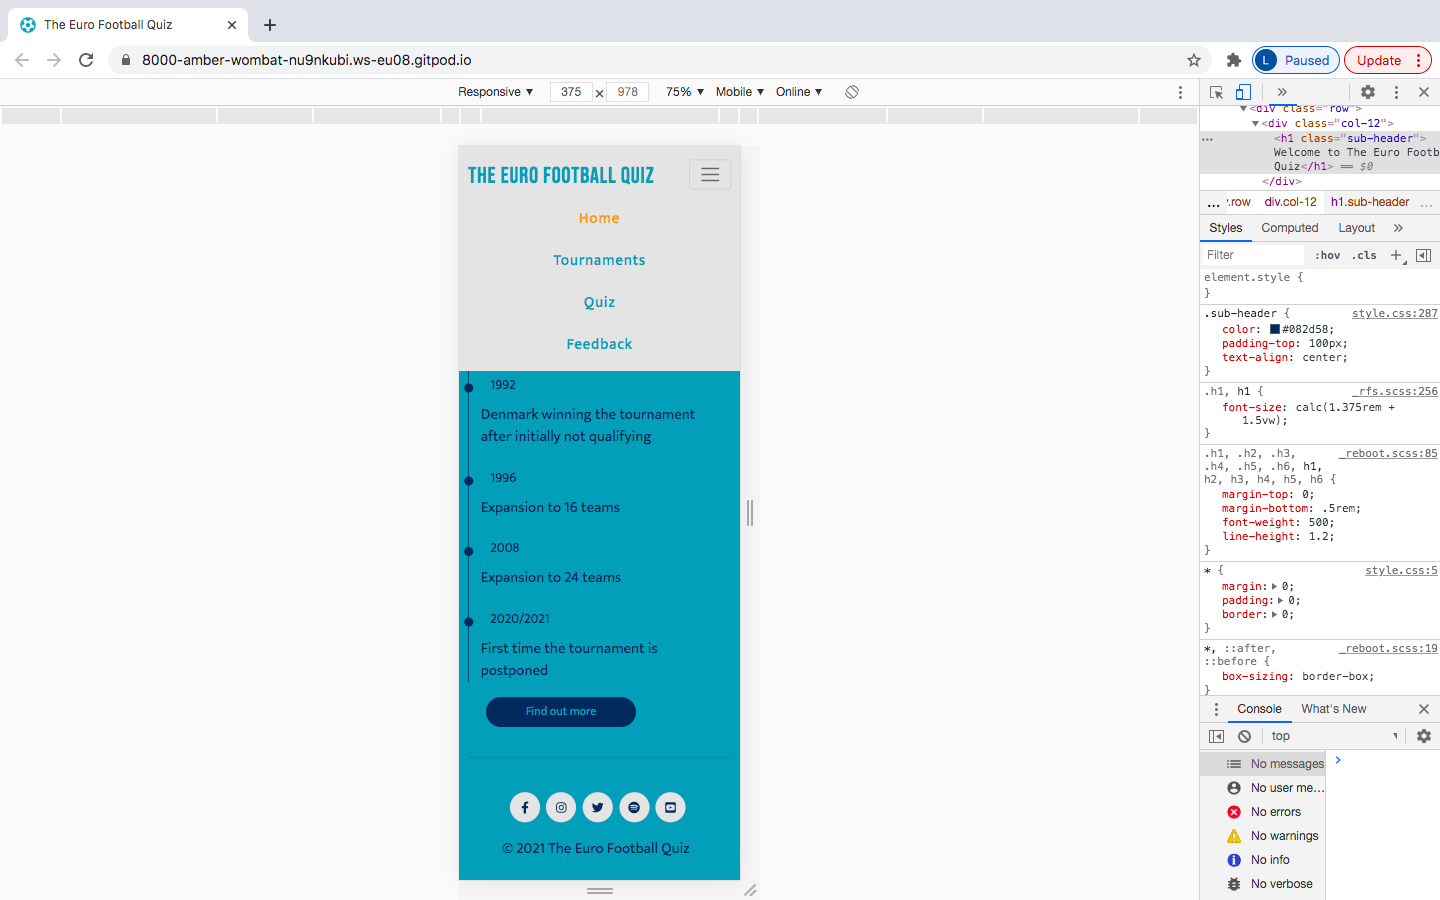 The Euro Football Quiz
8000-amber-wombat-nu9nkubi.ws-eu08.gitpod.io
L Paused
Update
Responsive ▼ 375 × 978 75% ▼ Mobile ▼ Online ▼
THE EURO FOOTBALL QUIZ
Home
Tournaments
Quiz
Feedback
1992
Denmark winning the tournament
after initially not qualifying
1996
Expansion to 16 teams
2008
Expansion to 24 teams
2020/2021
First time the tournament is
postponed
Find out more
© 2021 The Euro Football Quiz
▼<div class="row">
▼<div class="col-12">
… <h1 class="sub-header">
Welcome to The Euro Footb
Quiz</h1> == $0
</div>
… .row div.col-12 h1.sub-header …
Styles Computed Layout »
Filter :hov .cls +
element.style {
}
.sub-header { style.css:287
color: #082d58;
padding-top: 100px;
text-align: center;
}
.h1, h1 { _rfs.scss:256
font-size: calc(1.375rem +
1.5vw);
}
.h1, .h2, .h3, _reboot.scss:85
.h4, .h5, .h6, h1,
h2, h3, h4, h5, h6 {
margin-top: 0;
margin-bottom: .5rem;
font-weight: 500;
line-height: 1.2;
}
* { style.css:5
margin:▶ 0;
padding:▶ 0;
border:▶ 0;
}
*, ::after, _reboot.scss:19
::before {
box-sizing: border-box;
}
Console What's New
top
No messages
No user me…
No errors
No warnings
No info
No verbose